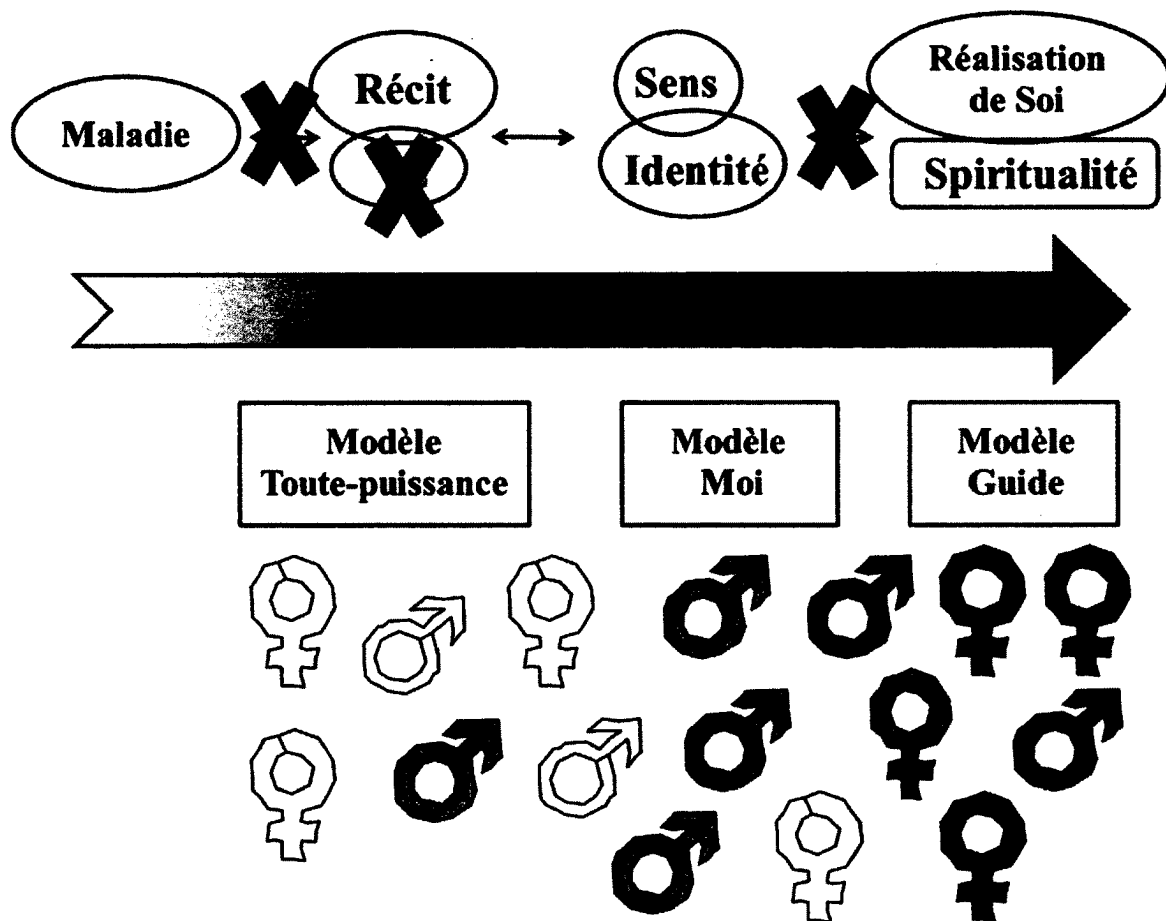 Maladie
Récit
Sens
Identité
Réalisation
de Soi
Spiritualité
Modèle
Toute-puissance
Modèle
Moi
Modèle
Guide